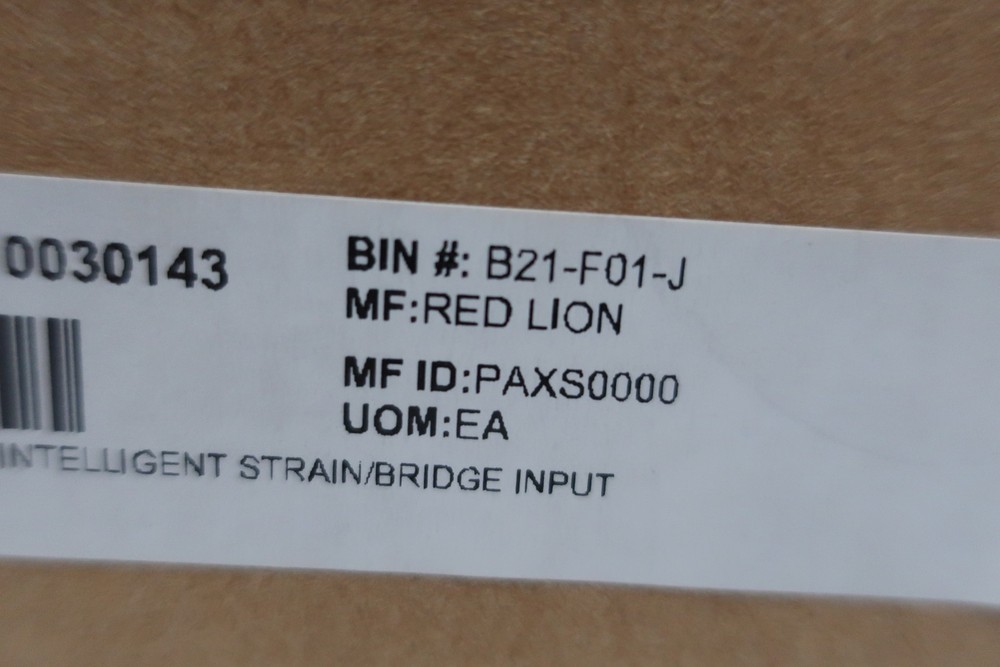 0030143
BIN #: B21-F01-J
MF:RED LION
MF ID:PAXS0000
UOM:EA
INTELLIGENT STRAIN/BRIDGE INPUT